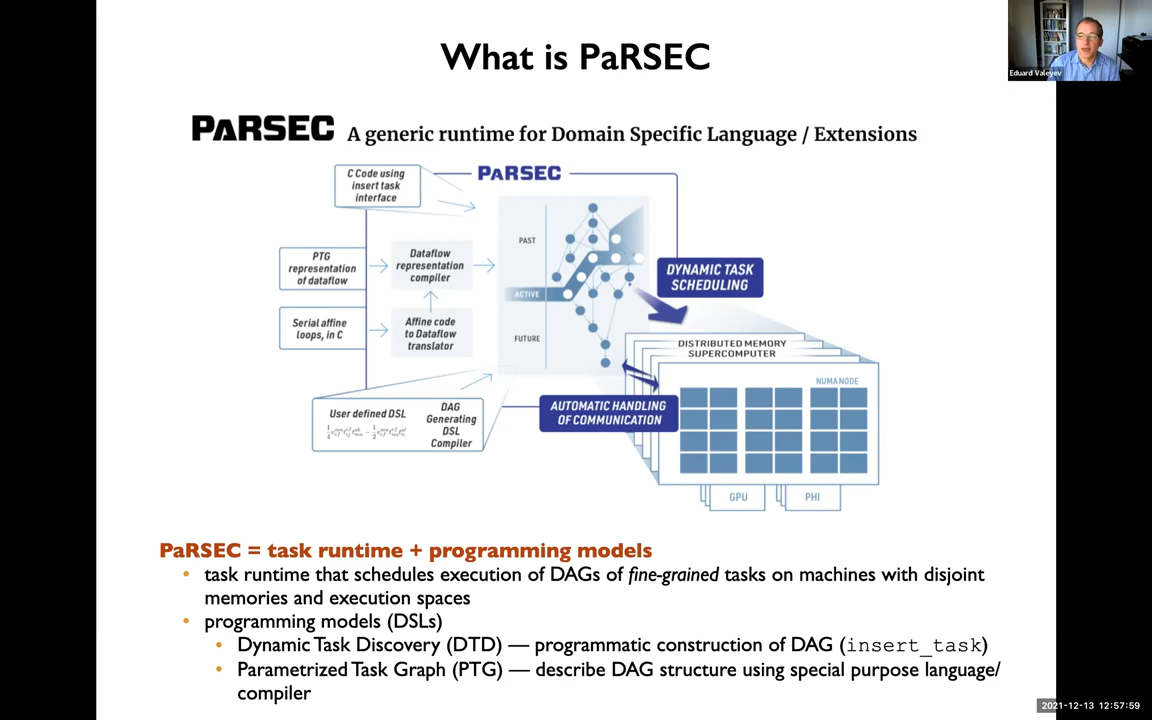 What is PaRSEC
Eduard Valeyev
PaRSEC A generic runtime for Domain Specific Language / Extensions
C Code using
insert task
interface
PaRSEC
PTG
representation
of dataflow
Dataflow
representation
compiler
PAST
ACTIVE
FUTURE
DYNAMIC TASK
SCHEDULING
Serial affine
loops, in C
Affine code
to Dataflow
translator
DISTRIBUTED MEMORY
SUPERCOMPUTER
NUMA NODE
User defined DSL
DAG
Generating
DSL
Compiler
AUTOMATIC HANDLING
OF COMMUNICATION
GPU
PHI
PaRSEC = task runtime + programming models
• task runtime that schedules execution of DAGs of fine-grained tasks on machines with disjoint
memories and execution spaces
• programming models (DSLs)
• Dynamic Task Discovery (DTD) — programmatic construction of DAG (insert_task)
• Parametrized Task Graph (PTG) — describe DAG structure using special purpose language/
compiler
2021-12-13 12:57:59